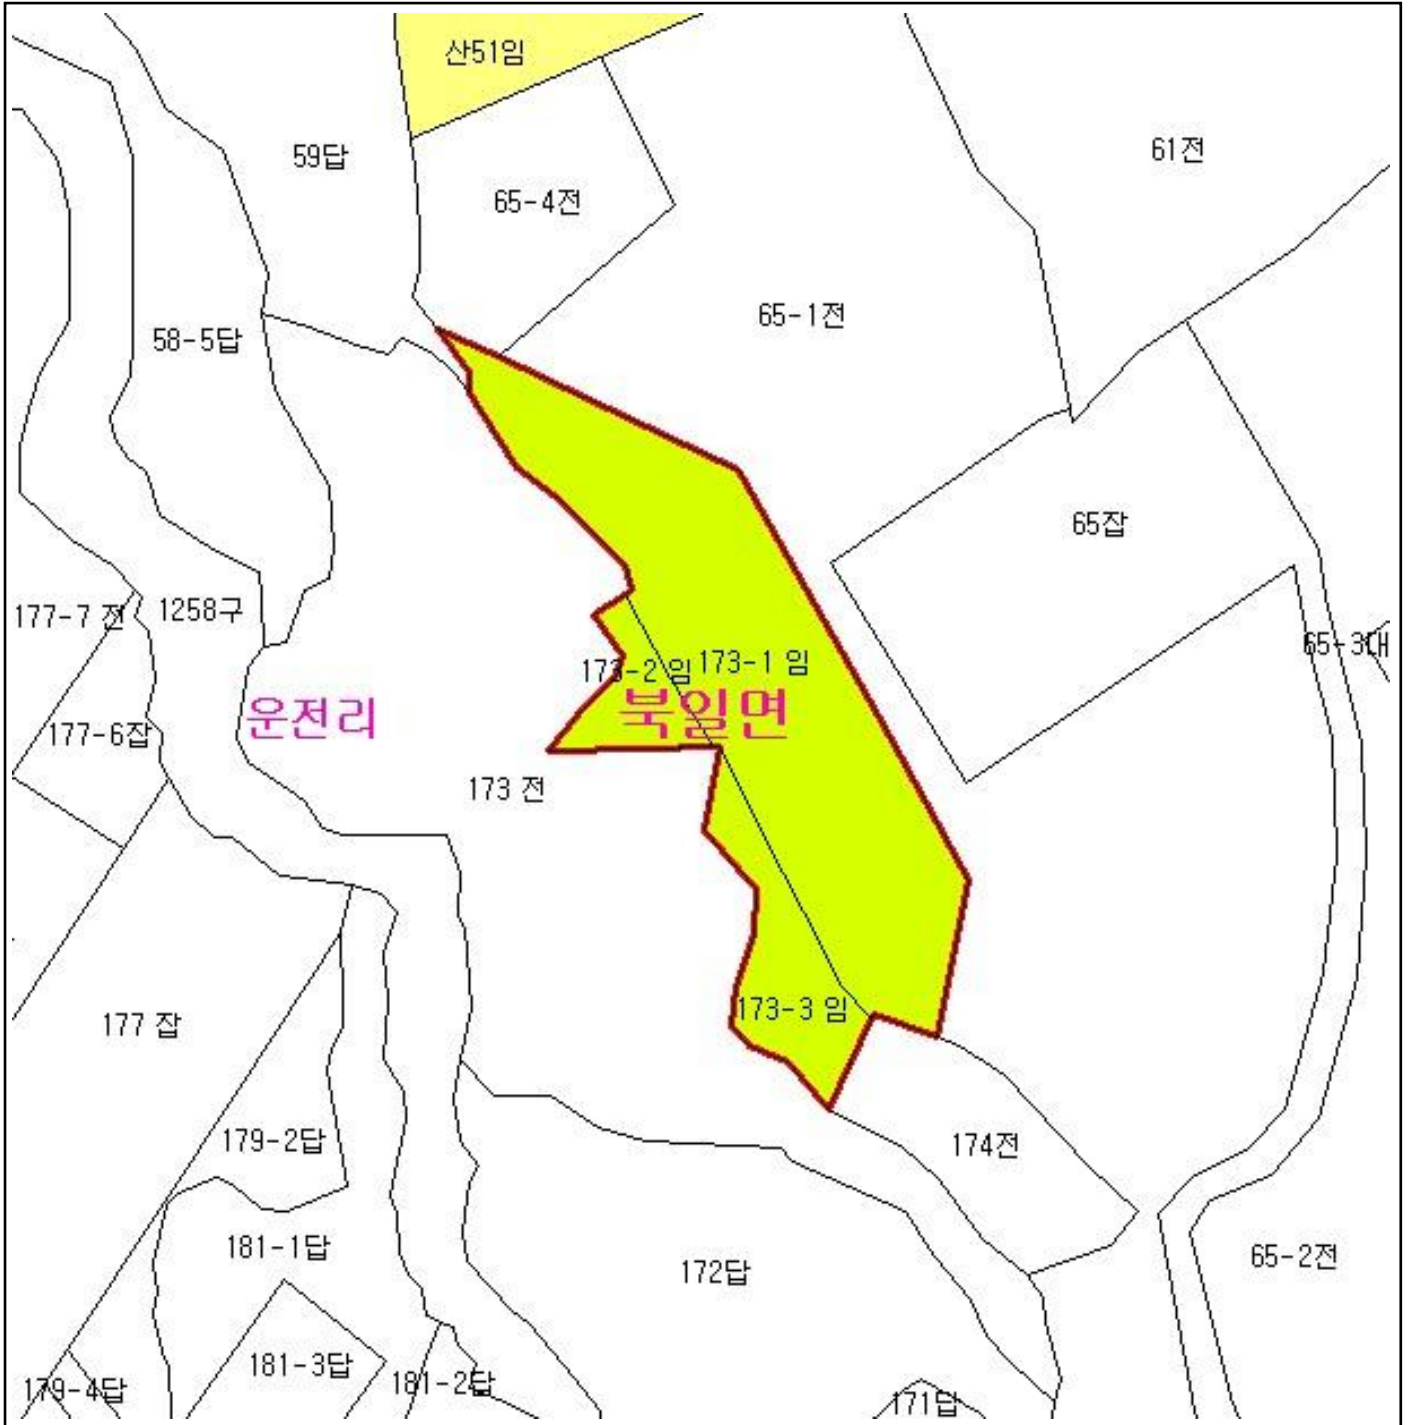 산51임
59답
61전
65-4전
65-1전
58-5답
65잡
177-7 전
1258구
65-3대
173-2 임
173-1 임
운전리
북일면
177-6잡
173 전
173-3 임
177 잡
179-2답
174전
181-1답
65-2전
172답
181-3답
179-4답
181-2답
171답